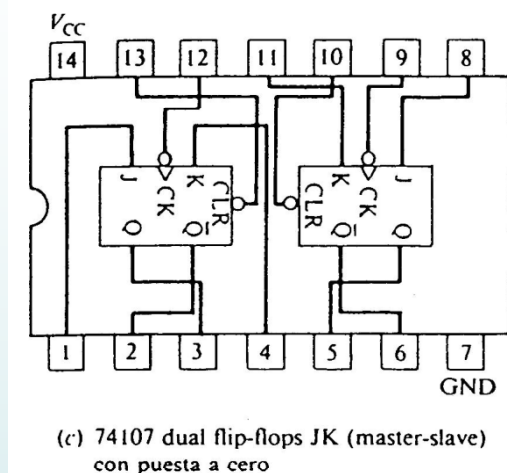 V_CC
14 13 12 11 10 9 8
J CK K CLR CLR K CK J
Q Q̄ Q̄ Q
1 2 3 4 5 6 7
GND
(c) 74107 dual flip-flops JK (master-slave)
con puesta a cero